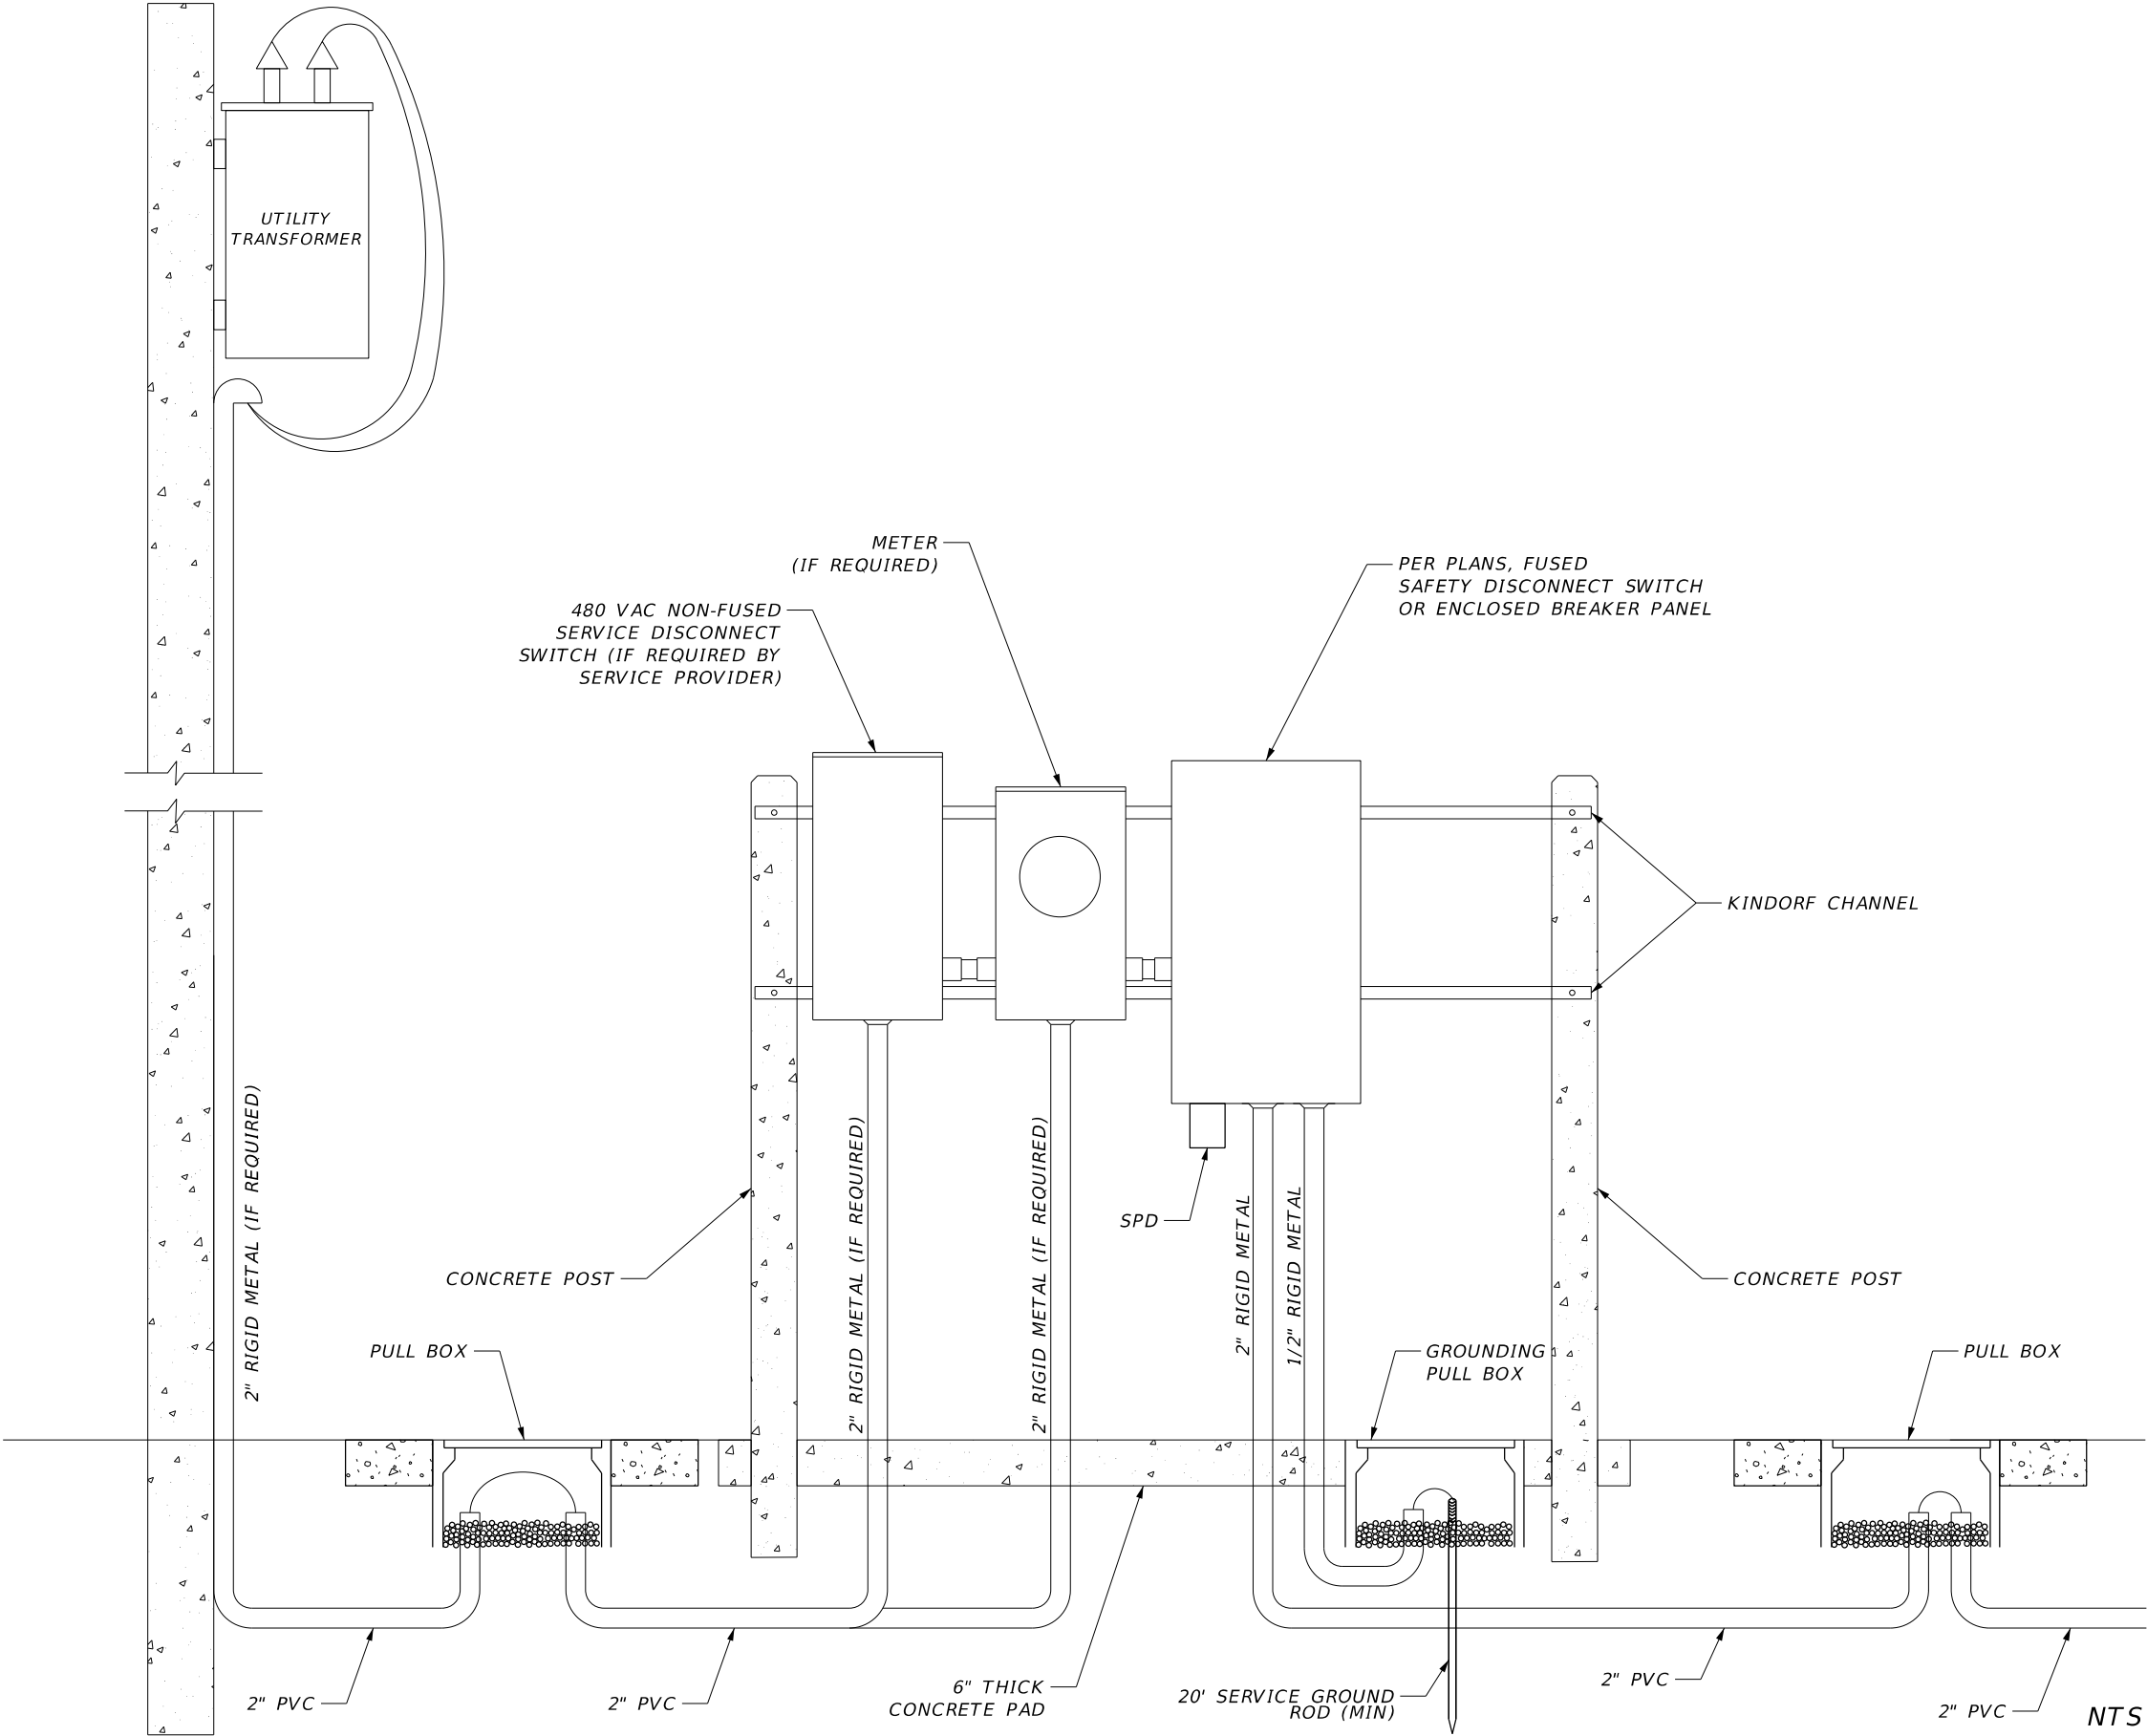 UTILITY
TRANSFORMER
METER
(IF REQUIRED)
PER PLANS, FUSED
SAFETY DISCONNECT SWITCH
OR ENCLOSED BREAKER PANEL
480 VAC NON-FUSED
SERVICE DISCONNECT
SWITCH (IF REQUIRED BY
SERVICE PROVIDER)
KINDORF CHANNEL
2" RIGID METAL (IF REQUIRED)
2" RIGID METAL (IF REQUIRED)
2" RIGID METAL (IF REQUIRED)
2" RIGID METAL
1/2" RIGID METAL
SPD
CONCRETE POST
CONCRETE POST
PULL BOX
GROUNDING
PULL BOX
PULL BOX
2" PVC
2" PVC
6" THICK
CONCRETE PAD
20' SERVICE GROUND
ROD (MIN)
2" PVC
2" PVC
NTS